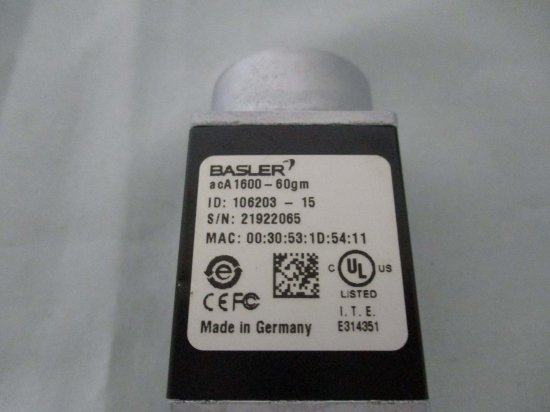 BASLER
acA1600-60gm
ID: 106203 - 15
S/N: 21922065
MAC: 00:30:53:1D:54:11
e
C UL US
LISTED
CE FC
I.T.E.
Made in Germany E314351